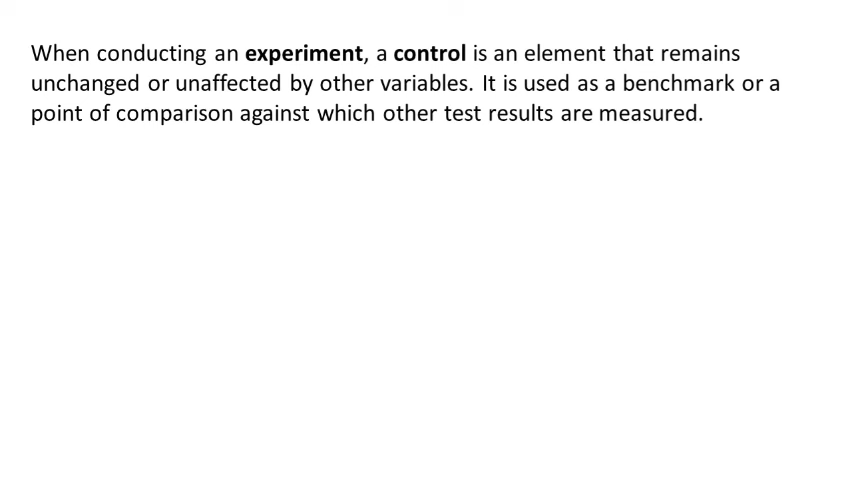 When conducting an experiment, a control is an element that remains
unchanged or unaffected by other variables. It is used as a benchmark or a
point of comparison against which other test results are measured.